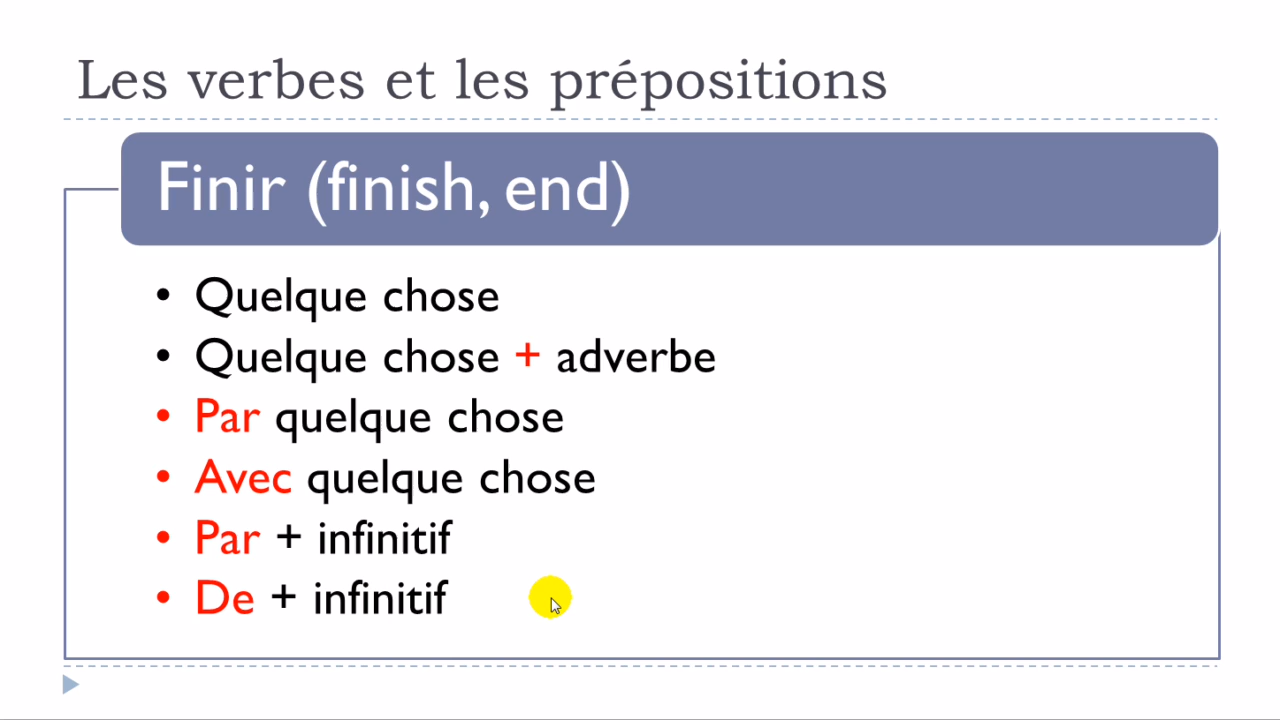 Les verbes et les prépositions
Finir (finish, end)
• Quelque chose
• Quelque chose + adverbe
• Par quelque chose
• Avec quelque chose
• Par + infinitif
• De + infinitif